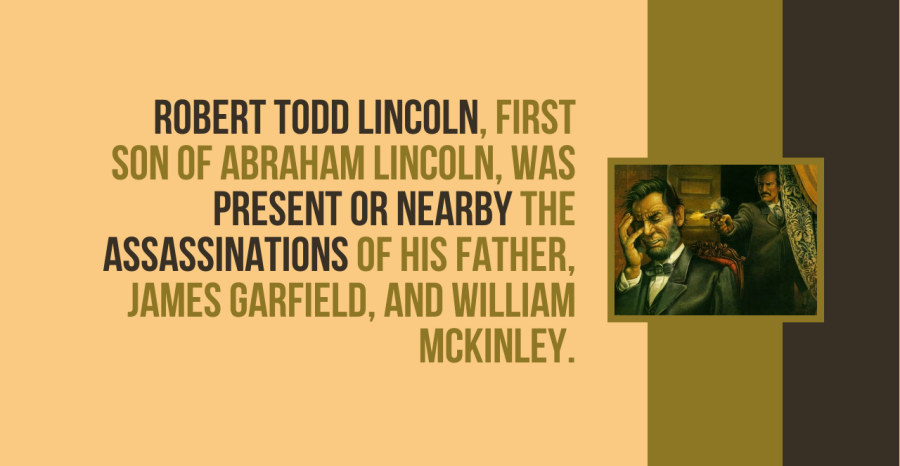 ROBERT TODD LINCOLN, FIRST
SON OF ABRAHAM LINCOLN, WAS
PRESENT OR NEARBY THE
ASSASSINATIONS OF HIS FATHER,
JAMES GARFIELD, AND WILLIAM
MCKINLEY.